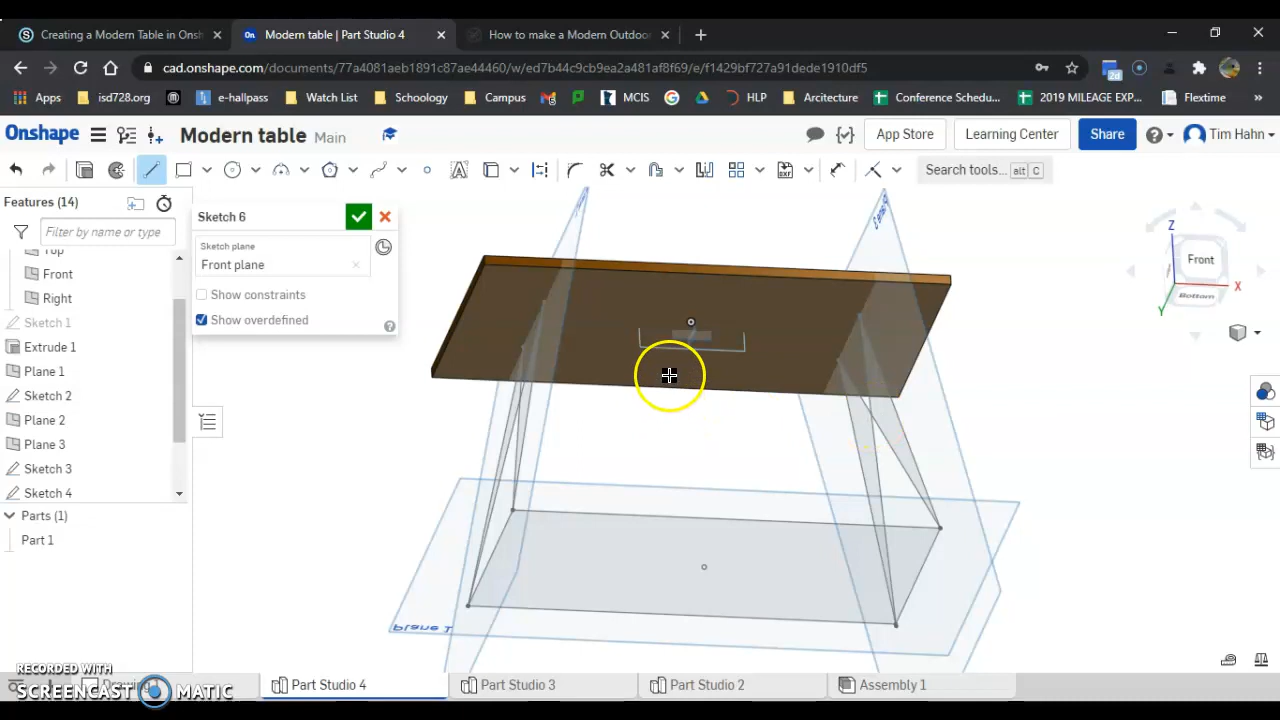 Creating a Modern Table in Onsh
Modern table | Part Studio 4
How to make a Modern Outdoo
cad.onshape.com/documents/77a4081aeb1891c87ae44460/w/ed7b44c9cb9ea2a481af8f69/e/f1429bf727a91dede1910df5
Apps isd728.org e-hallpass Watch List Schoology Campus MCIS HLP Arcitecture Conference Schedu... 2019 MILEAGE EXP... Flextime »
Onshape Modern table Main App Store Learning Center Share Tim Hahn
Search tools... alt C
Features (14)
Filter by name or type
Top
Front
Right
Sketch 1
Extrude 1
Plane 1
Sketch 2
Plane 2
Plane 3
Sketch 3
Sketch 4
Parts (1)
Part 1
Sketch 6
Sketch plane
Front plane
Show constraints
Show overdefined
Z
Front
X
Bottom
Y
RECORDED WITH
SCREENCAST MATIC
Part Studio 4 Part Studio 3 Part Studio 2 Assembly 1